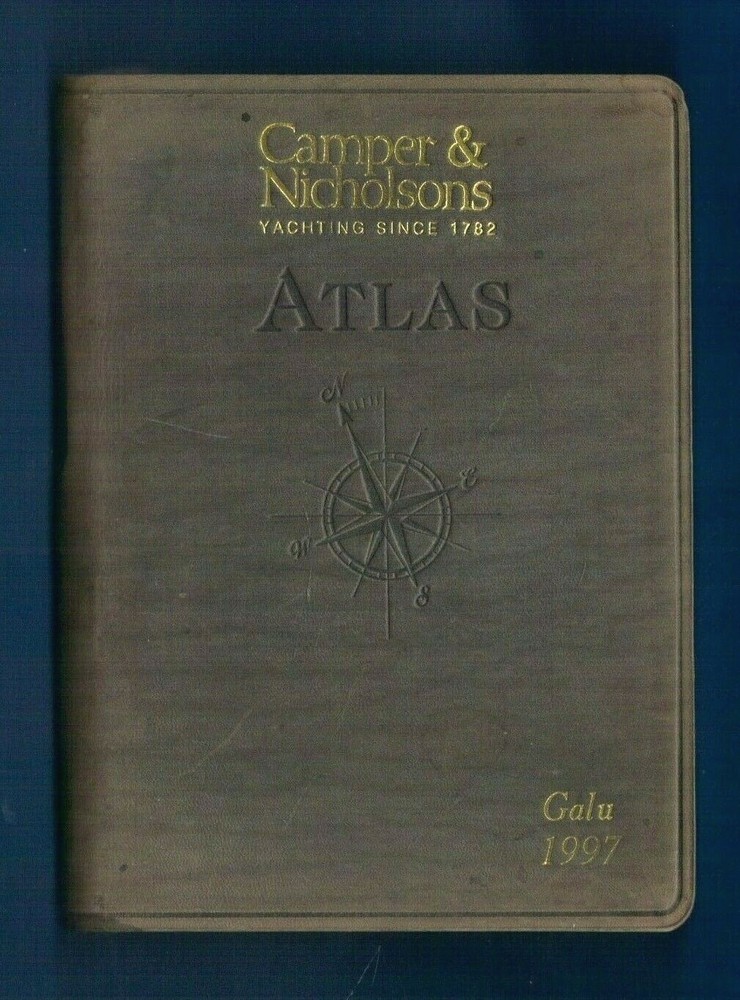 Camper &
Nicholsons
YACHTING SINCE 1782
ATLAS
N
E
W
S
Galu
1997